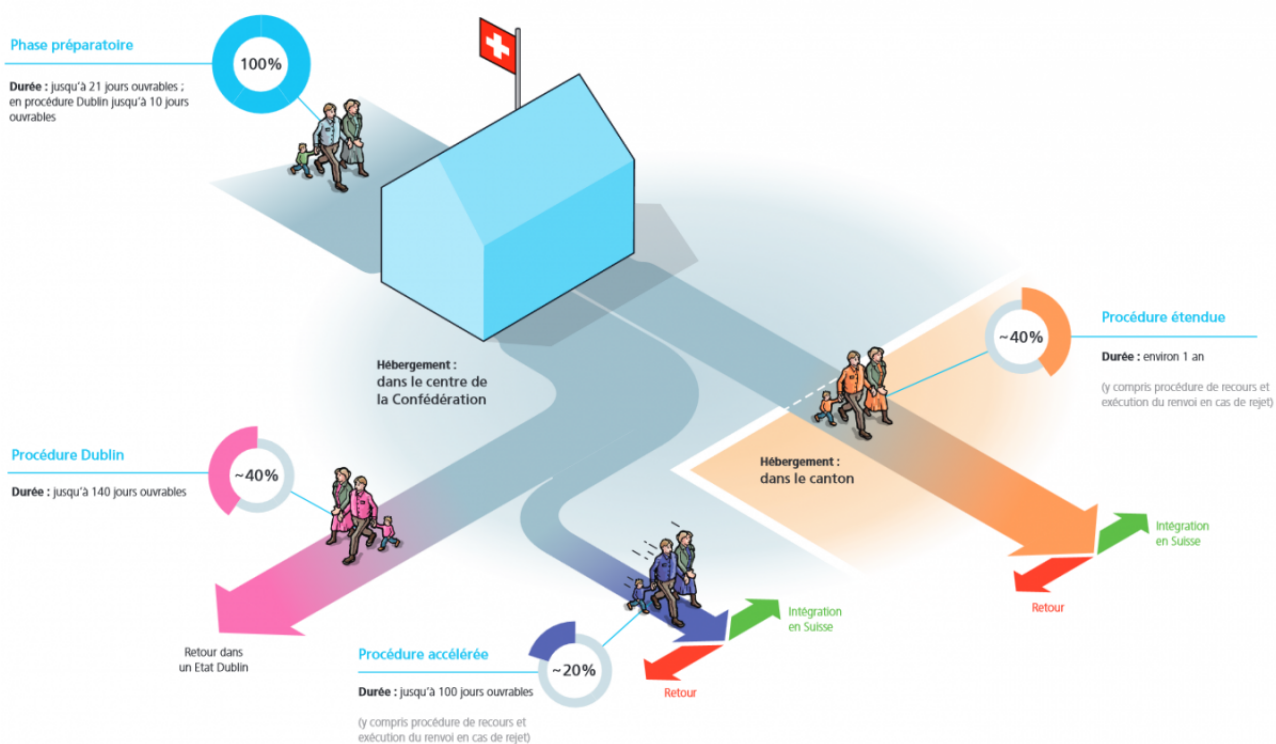 Phase préparatoire
100%
Durée : jusqu'à 21 jours ouvrables ;
en procédure Dublin jusqu'à 10 jours
ouvrables
Hébergement :
dans le centre de
la Confédération
~40%
Procédure étendue
Durée : environ 1 an
(y compris procédure de recours et
exécution du renvoi en cas de rejet)
Procédure Dublin
~40%
Durée : jusqu'à 140 jours ouvrables
Hébergement :
dans le canton
Intégration
en Suisse
Retour
Retour dans
un Etat Dublin
Procédure accélérée
~20%
Durée : jusqu'à 100 jours ouvrables
(y compris procédure de recours et
exécution du renvoi en cas de rejet)
Intégration
en Suisse
Retour